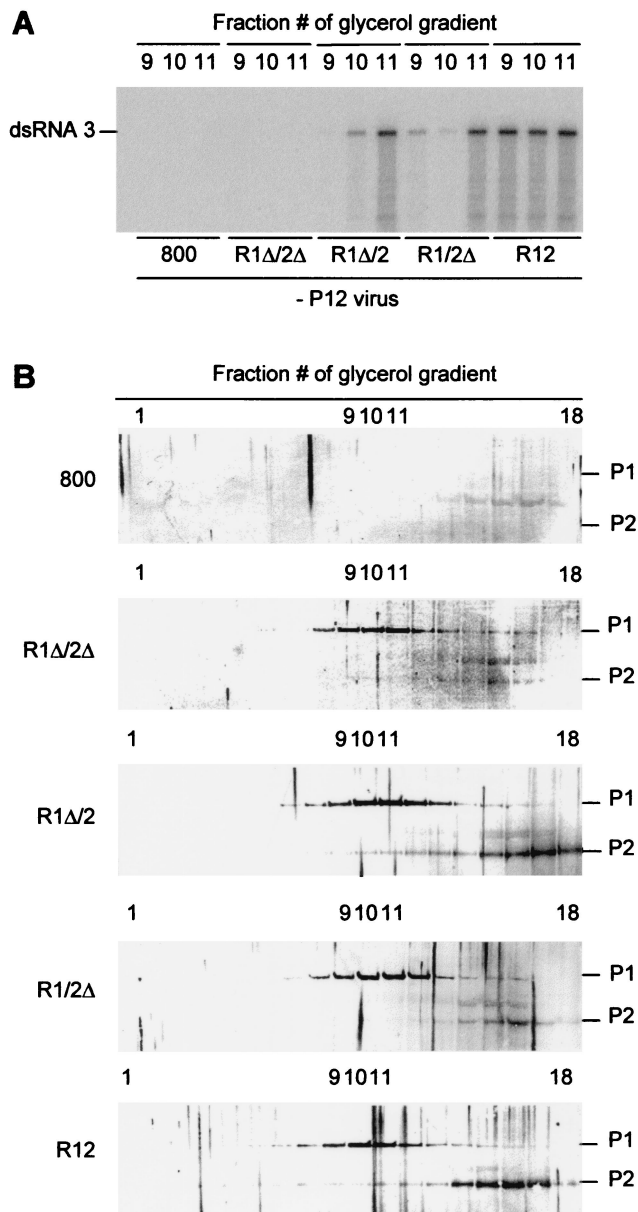 A
Fraction # of glycerol gradient
9 10 11 9 10 11 9 10 11 9 10 11 9 10 11
dsRNA 3
800 R1Δ/2Δ R1Δ/2 R1/2Δ R12
- P12 virus
B
Fraction # of glycerol gradient
1 9 10 11 18
800
P1
P2
1 9 10 11 18
R1Δ/2Δ
P1
P2
1 9 10 11 18
R1Δ/2
P1
P2
1 9 10 11 18
R1/2Δ
P1
P2
1 9 10 11 18
R12
P1
P2